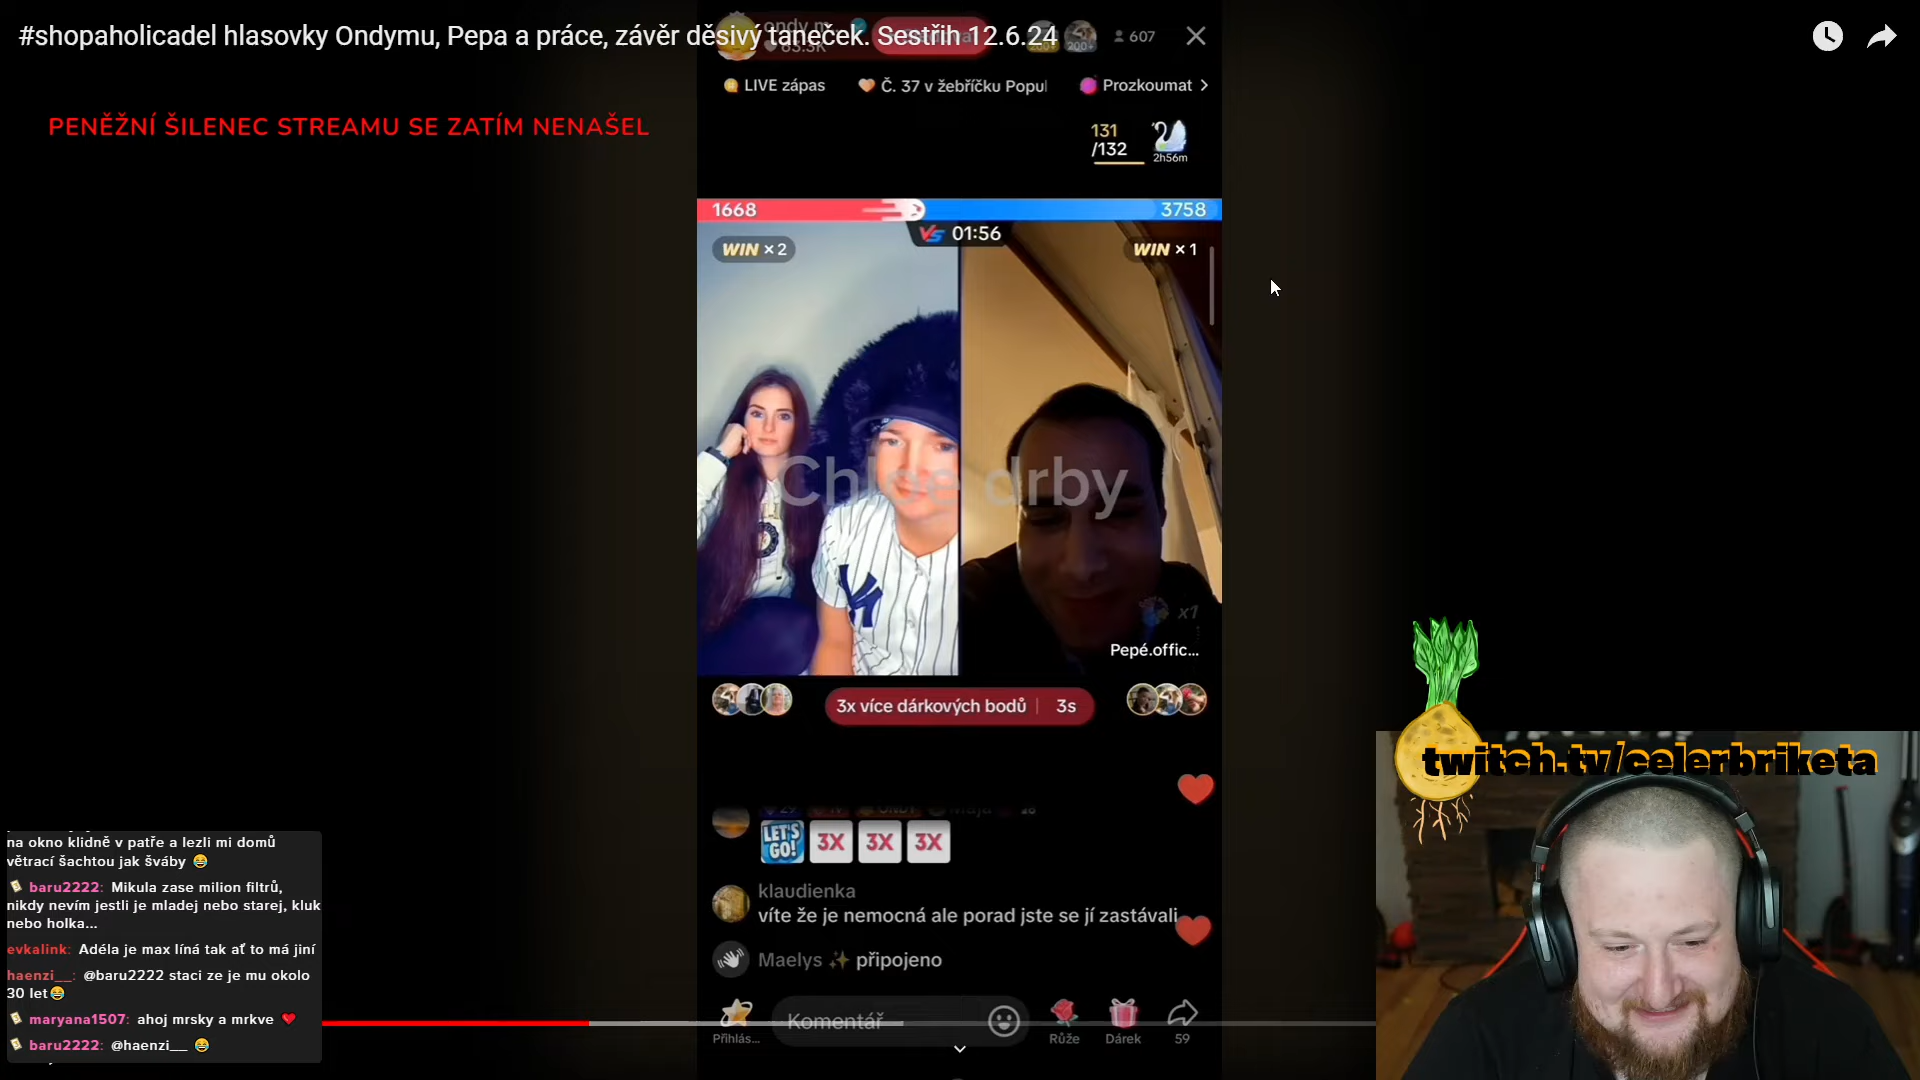 #shopaholicadel hlasovky Ondymu, Pepa a práce, závěr děsivý taneček. Sestřih 12.6.24
83.3K
200+
200+
607
LIVE zápas
Č. 37 v žebříčku Popul
Prozkoumat
PENĚŽNÍ ŠILENEC STREAMU SE ZATÍM NENAŠEL
131
/132
2h56m
1668
3758
VS 01:56
WIN × 2
WIN × 1
Chloe drby
x1
Pepé.offic...
3x více dárkových bodů
3s
twitch.tv/celerbriketa
LET'S GO! 3X 3X 3X
klaudienka
víte že je nemocná ale porad jste se jí zastávali
Maelys ✨ připojeno
Přihlás...
Komentář
Růže
Dárek
59
na okno klidně v patře a lezli mi domů
větrací šachtou jak šváby 😂
baru2222: Mikula zase milion filtrů,
nikdy nevím jestli je mladej nebo starej, kluk
nebo holka...
evkalink: Adéla je max líná tak ať to má jiní
haenzi__: @baru2222 staci ze je mu okolo
30 let😂
maryana1507: ahoj mrsky a mrkve ❤️
baru2222: @haenzi__ 😂